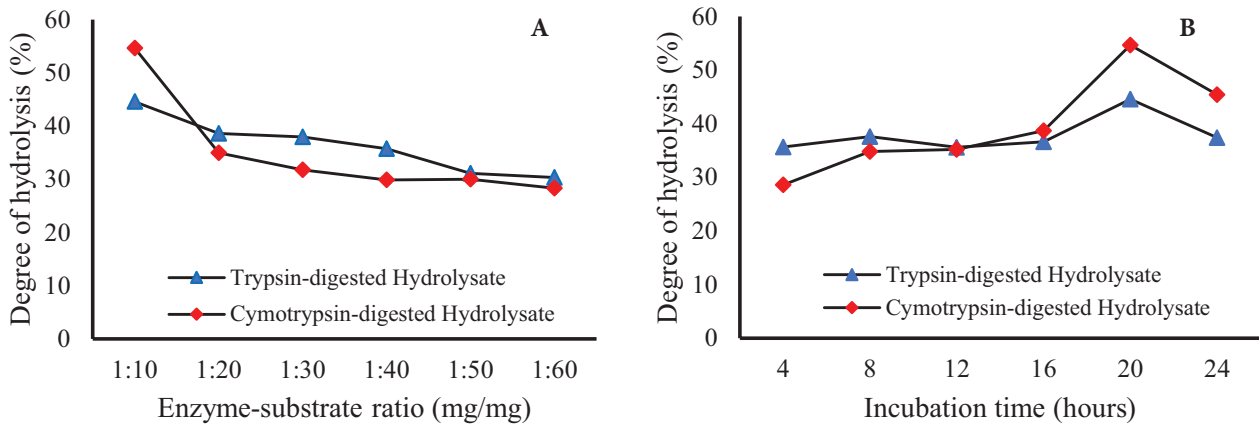 A
Degree of hydrolysis (%)
60
50
40
30
20
10
0
Trypsin-digested Hydrolysate
Cymotrypsin-digested Hydrolysate
1:10 1:20 1:30 1:40 1:50 1:60
Enzyme-substrate ratio (mg/mg)
B
Degree of hydrolysis (%)
60
50
40
30
20
10
0
Trypsin-digested Hydrolysate
Cymotrypsin-digested Hydrolysate
4 8 12 16 20 24
Incubation time (hours)